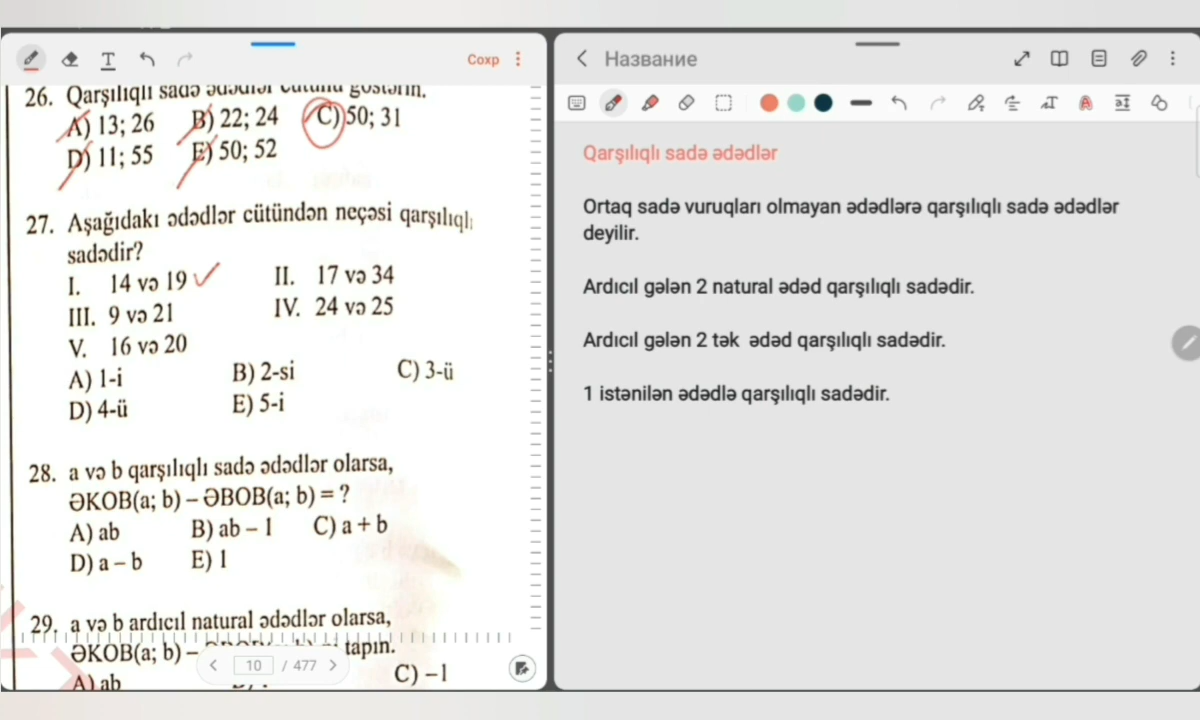 Сохр
26. Qarşılıqlı sadə ədədlər cütünü göstərin.
A) 13; 26 B) 22; 24 C) 50; 31
D) 11; 55 E) 50; 52
27. Aşağıdakı ədədlər cütündən neçəsi qarşılıqlı
sadədir?
I. 14 və 19 II. 17 və 34
III. 9 və 21 IV. 24 və 25
V. 16 və 20
A) 1-i B) 2-si C) 3-ü
D) 4-ü E) 5-i
28. a və b qarşılıqlı sadə ədədlər olarsa,
ƏKOB(a; b) – ƏBOB(a; b) = ?
A) ab B) ab – 1 C) a + b
D) a – b E) 1
29. a və b ardıcıl natural ədədlər olarsa,
ƏKOB(a; b) – tapın.
A) ab C) –1
10 / 477
Название
Qarşılıqlı sadə ədədlər
Ortaq sadə vuruqları olmayan ədədlərə qarşılıqlı sadə ədədlər
deyilir.
Ardıcıl gələn 2 natural ədəd qarşılıqlı sadədir.
Ardıcıl gələn 2 tək ədəd qarşılıqlı sadədir.
1 istənilən ədədlə qarşılıqlı sadədir.